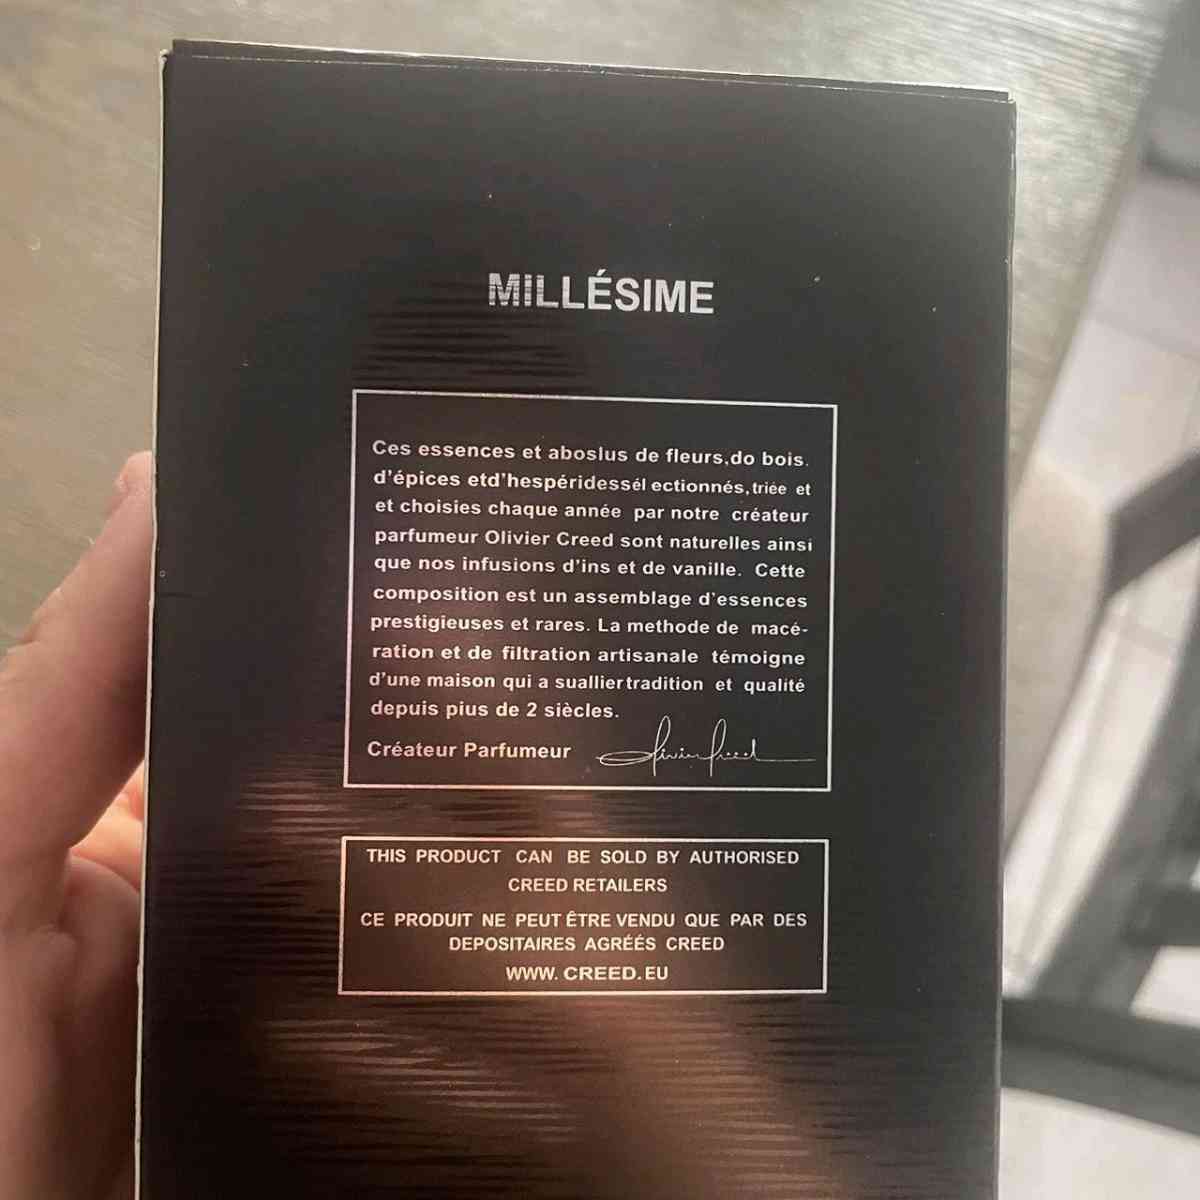 MILLÉSIME
Ces essences et aboslus de fleurs,do bois.
d'épices etd'hespéridessél ectionnés,triée et
et choisies chaque année par notre créateur
parfumeur Olivier Creed sont naturelles ainsi
que nos infusions d'ins et de vanille. Cette
composition est un assemblage d'essences
prestigieuses et rares. La methode de macé-
ration et de filtration artisanale témoigne
d'une maison qui a sualliertradition et qualité
depuis pius de 2 siècles.
Créateur Parfumeur Olivier Creed
THIS PRODUCT CAN BE SOLD BY AUTHORISED
CREED RETAILERS
CE PRODUIT NE PEUT ÊTRE VENDU QUE PAR DES
DEPOSITAIRES AGRÉÉS CREED
WWW. CREED.EU